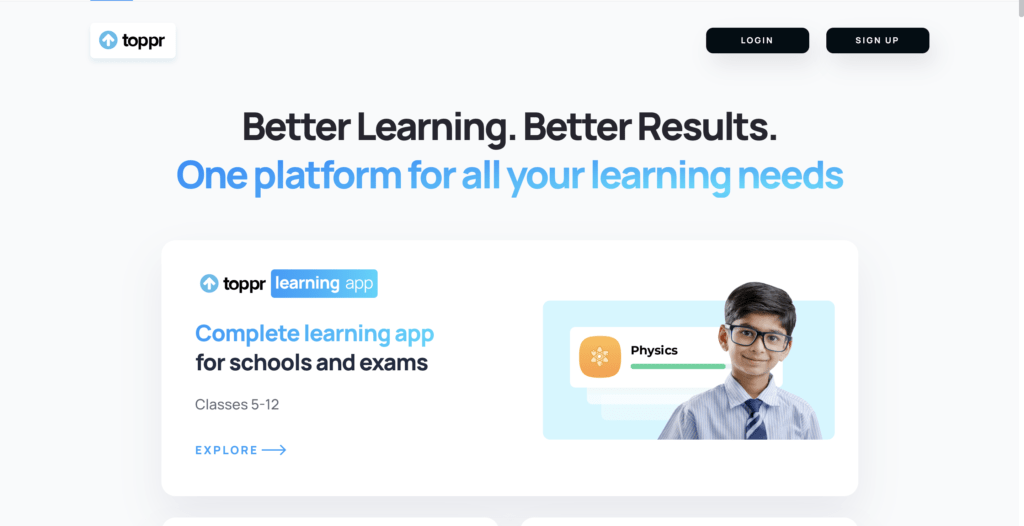 toppr
LOGIN
SIGN UP
Better Learning. Better Results.
One platform for all your learning needs
toppr learning app
Complete learning app
for schools and exams
Classes 5-12
EXPLORE
Physics